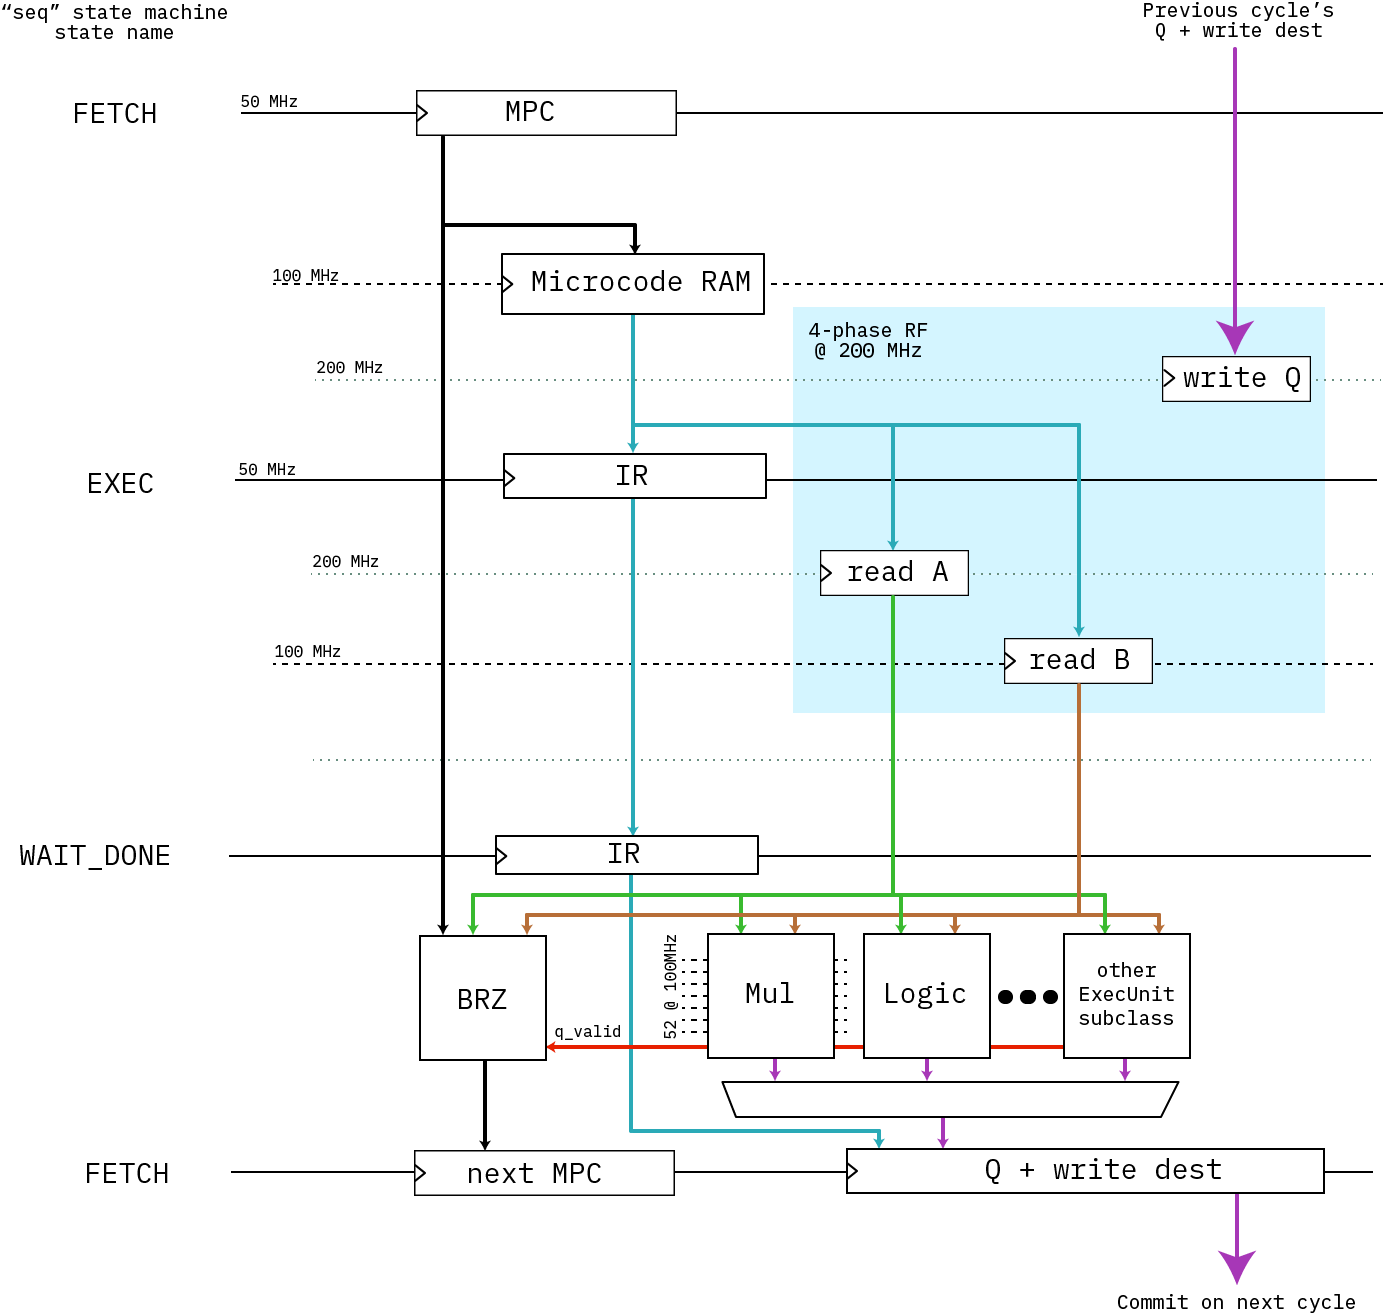 “seq” state machine
state name
Previous cycle’s
Q + write dest
FETCH
50 MHz
MPC
100 MHz
Microcode RAM
4-phase RF
@ 200 MHz
200 MHz
write Q
EXEC
50 MHz
IR
200 MHz
read A
100 MHz
read B
WAIT_DONE
IR
BRZ
q_valid
52 @ 100MHz
Mul
Logic
other
ExecUnit
subclass
FETCH
next MPC
Q + write dest
Commit on next cycle